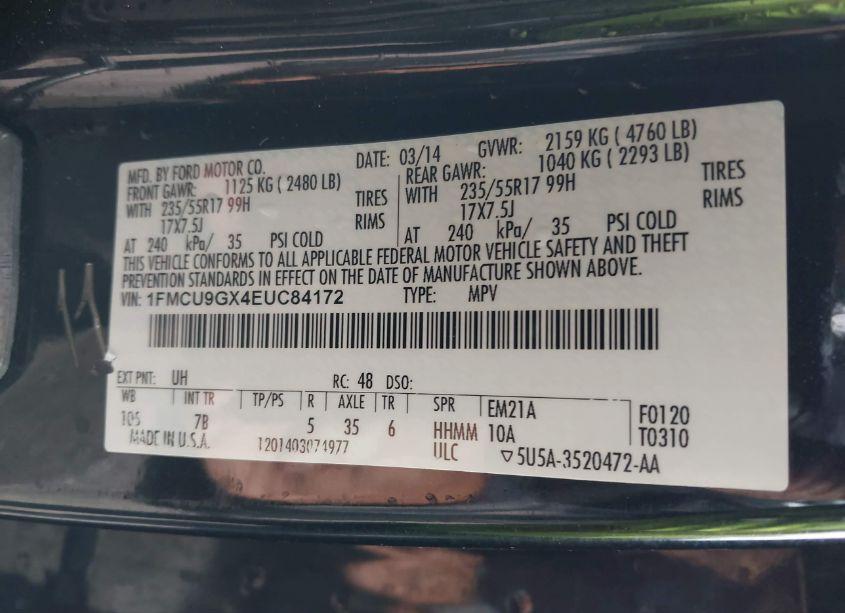 MFD. BY FORD MOTOR CO. DATE: 03/14 GVWR: 2159 KG ( 4760 LB)
FRONT GAWR: 1125 KG ( 2480 LB) REAR GAWR: 1040 KG ( 2293 LB)
WITH 235/55R17 99H TIRES WITH 235/55R17 99H TIRES
17X7.5J RIMS 17X7.5J RIMS
AT 240 kPa/ 35 PSI COLD AT 240 kPa/ 35 PSI COLD
THIS VEHICLE CONFORMS TO ALL APPLICABLE FEDERAL MOTOR VEHICLE SAFETY AND THEFT
PREVENTION STANDARDS IN EFFECT ON THE DATE OF MANUFACTURE SHOWN ABOVE.
VIN: 1FMCU9GX4EUC84172 TYPE: MPV
EXT PNT: UH RC: 48 DSO:
WB INT TR TP/PS R AXLE TR SPR EM21A F0120
105 7B 5 35 6 HHMM 10A T0310
MADE IN U.S.A. 1201403074977 ULC ▽5U5A-3520472-AA